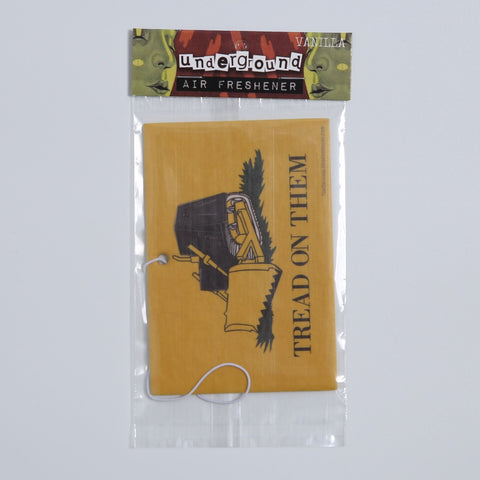 VANILLA
underground
AIR FRESHENER
TREAD ON THEM